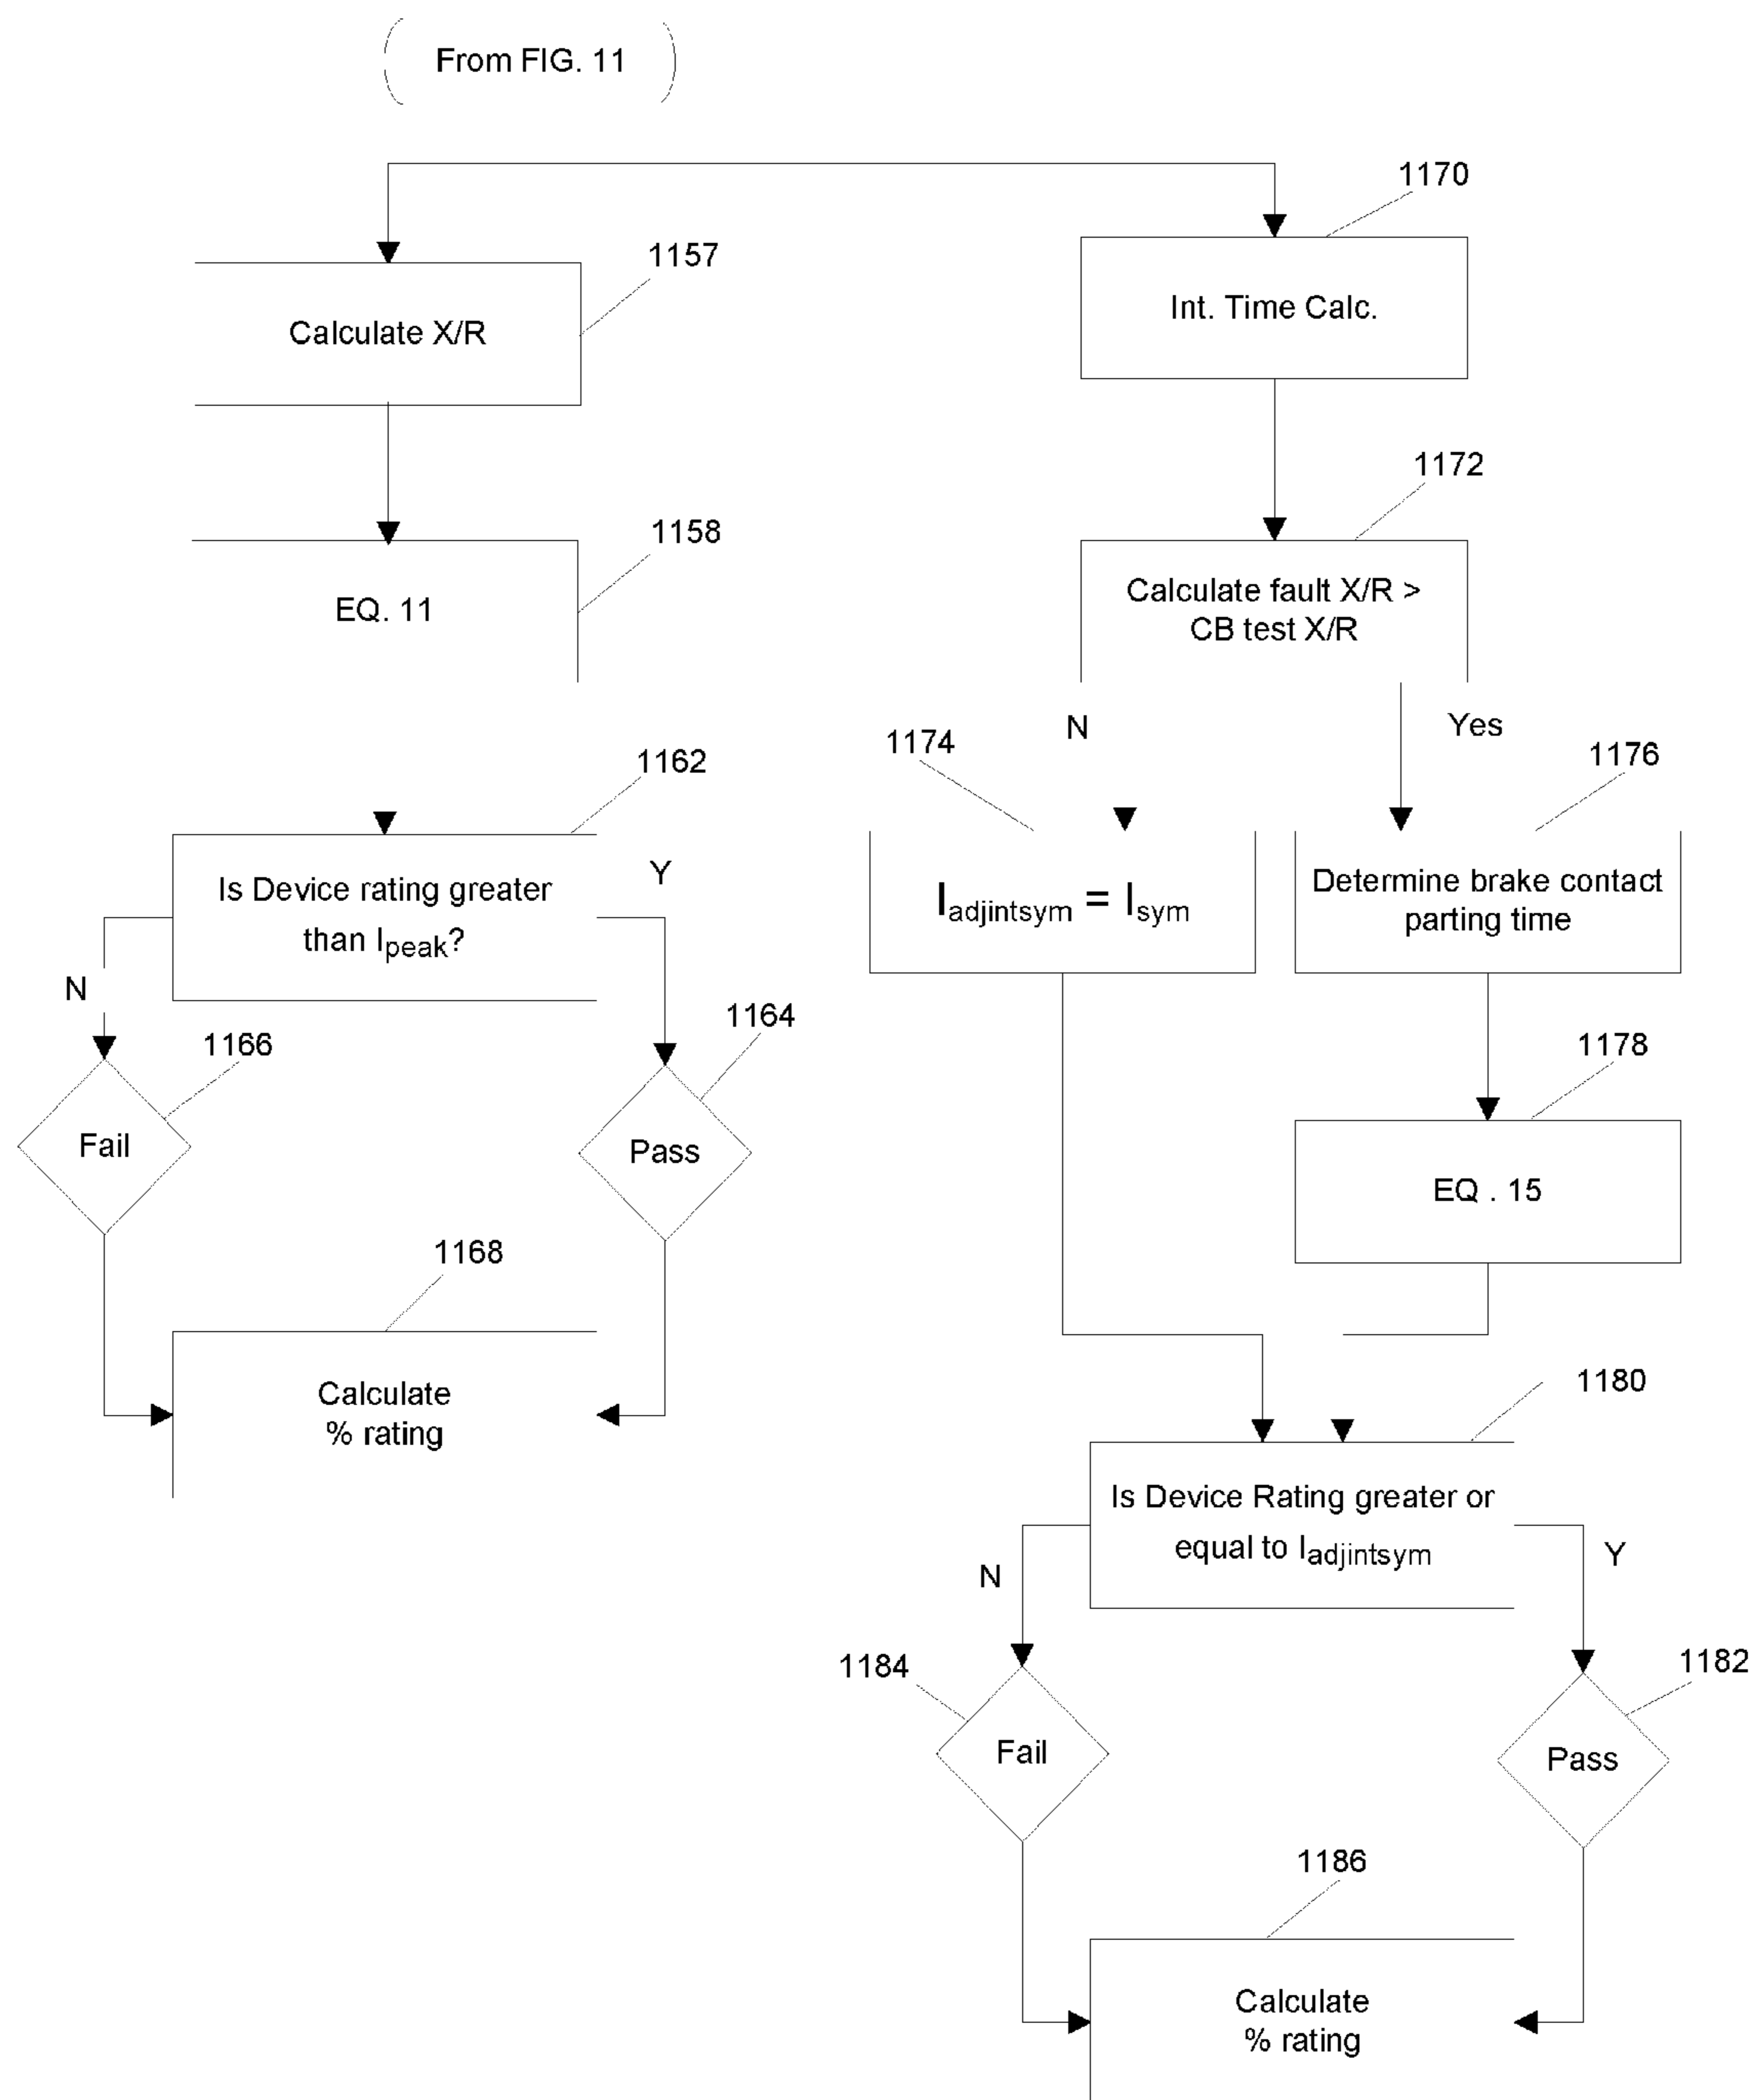 From FIG. 11
1170
1157
Int. Time Calc.
Calculate X/R
1172
1158
Calculate fault X/R >
CB test X/R
EQ. 11
N
Yes
1174
1176
1162
Is Device rating greater
than Ipeak?
Y
N
Iadjintsym = Isym
Determine brake contact
parting time
1164
1166
1178
Fail
Pass
EQ . 15
1168
Calculate
% rating
1180
Is Device Rating greater or
equal to Iadjintsym
N
Y
1184
1182
Fail
Pass
1186
Calculate
% rating